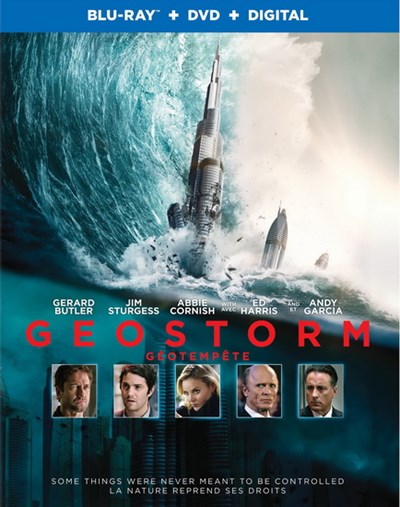 BLU-RAY™ + DVD + DIGITAL
GERARD BUTLER
JIM STURGESS
ABBIE CORNISH
WITH AVEC
ED HARRIS
AND ET
ANDY GARCIA
GEOSTORM
GÉOTEMPÊTE
SOME THINGS WERE NEVER MEANT TO BE CONTROLLED
LA NATURE REPREND SES DROITS